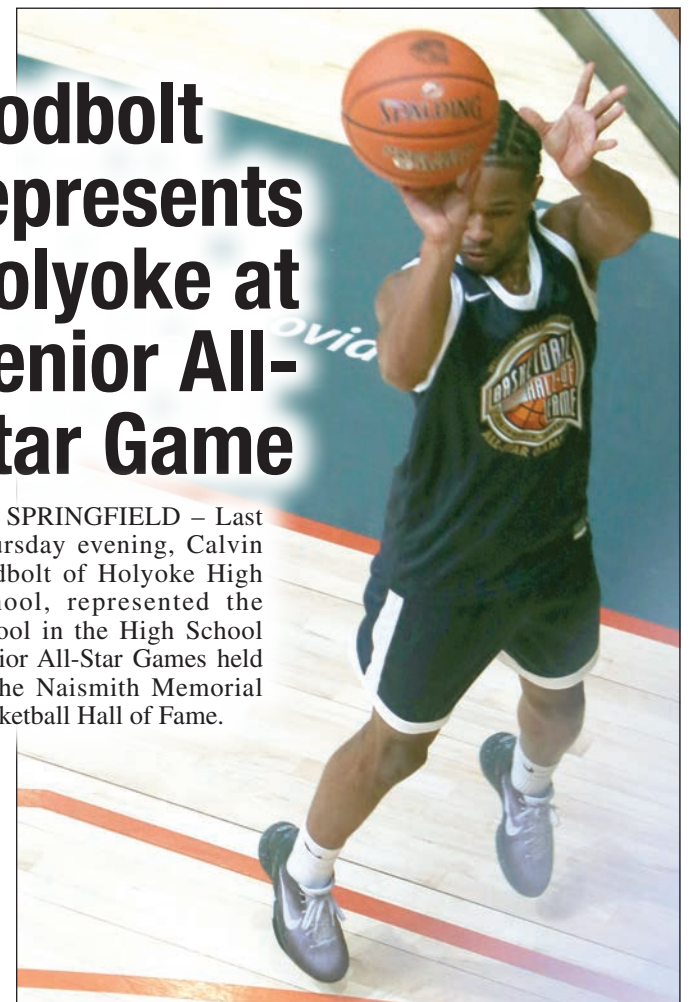 odbolt
epresents
olyoke at
enior All-
tar Game
SPRINGFIELD – Last
ursday evening, Calvin
dbolt of Holyoke High
hool, represented the
ool in the High School
ior All-Star Games held
he Naismith Memorial
ketball Hall of Fame.
SPALDING
ovid
BASKETBALL
HALL OF
FAME
ALL-STAR GAME